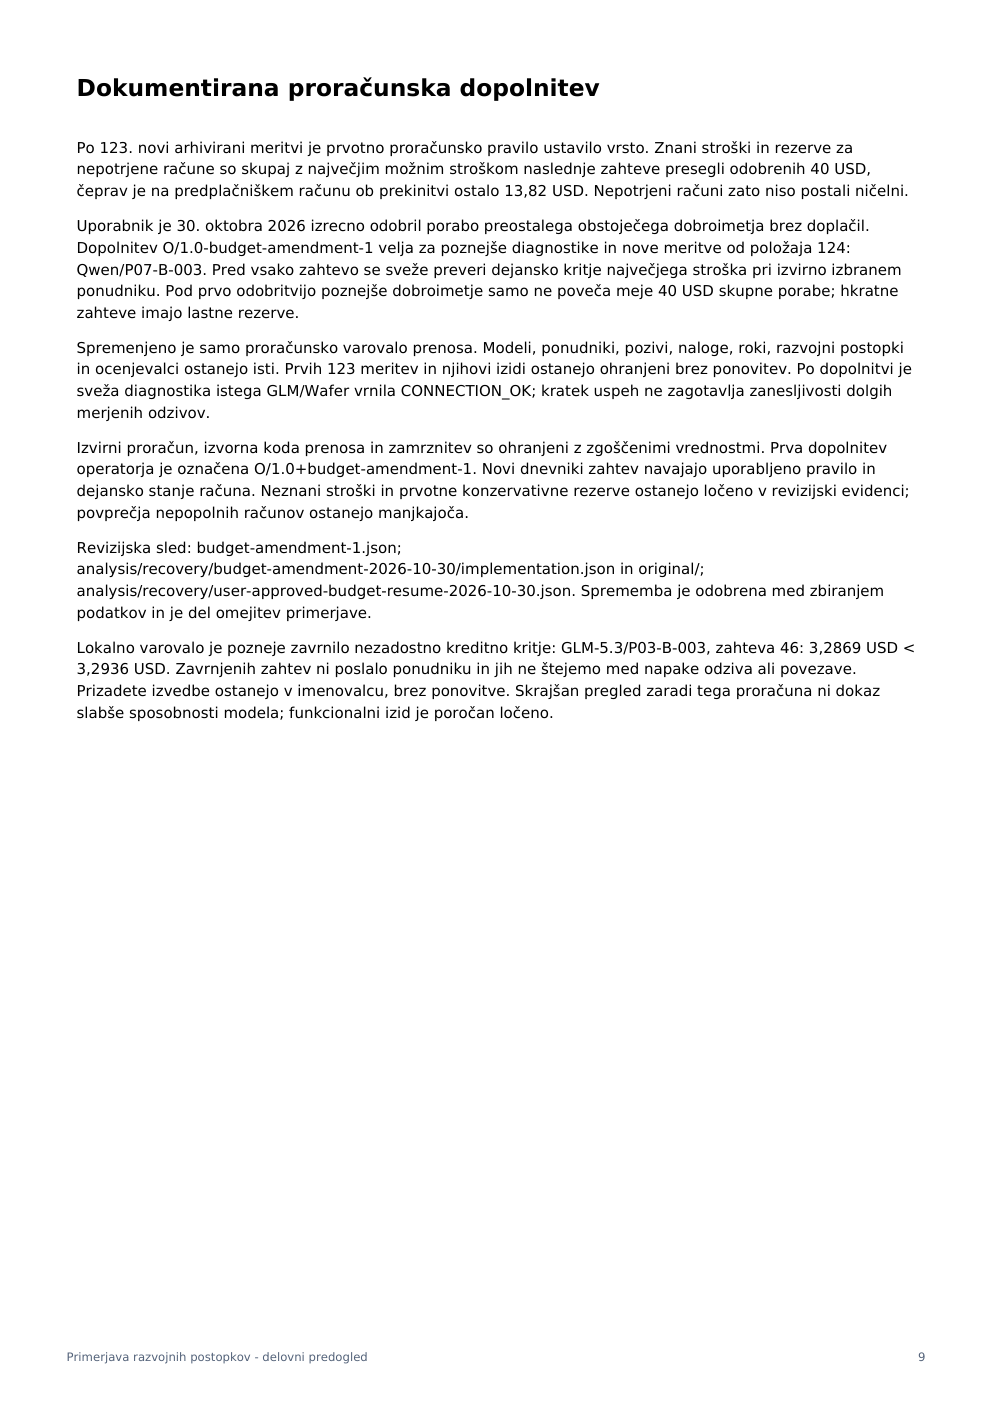 Dokumentirana proračunska dopolnitev
Po 123. novi arhivirani meritvi je prvotno proračunsko pravilo ustavilo vrsto. Znani stroški in rezerve za
nepotrjene račune so skupaj z največjim možnim stroškom naslednje zahteve presegli odobrenih 40 USD,
čeprav je na predplačniškem računu ob prekinitvi ostalo 13,82 USD. Nepotrjeni računi zato niso postali ničelni.
Uporabnik je 30. oktobra 2026 izrecno odobril porabo preostalega obstoječega dobroimetja brez doplačil.
Dopolnitev O/1.0-budget-amendment-1 velja za poznejše diagnostike in nove meritve od položaja 124:
Qwen/P07-B-003. Pred vsako zahtevo se sveže preveri dejansko kritje največjega stroška pri izvirno izbranem
ponudniku. Pod prvo odobritvijo poznejše dobroimetje samo ne poveča meje 40 USD skupne porabe; hkratne
zahteve imajo lastne rezerve.
Spremenjeno je samo proračunsko varovalo prenosa. Modeli, ponudniki, pozivi, naloge, roki, razvojni postopki
in ocenjevalci ostanejo isti. Prvih 123 meritev in njihovi izidi ostanejo ohranjeni brez ponovitev. Po dopolnitvi je
sveža diagnostika istega GLM/Wafer vrnila CONNECTION_OK; kratek uspeh ne zagotavlja zanesljivosti dolgih
merjenih odzivov.
Izvirni proračun, izvorna koda prenosa in zamrznitev so ohranjeni z zgoščenimi vrednostmi. Prva dopolnitev
operatorja je označena O/1.0+budget-amendment-1. Novi dnevniki zahtev navajajo uporabljeno pravilo in
dejansko stanje računa. Neznani stroški in prvotne konzervativne rezerve ostanejo ločeno v revizijski evidenci;
povprečja nepopolnih računov ostanejo manjkajoča.
Revizijska sled: budget-amendment-1.json;
analysis/recovery/budget-amendment-2026-10-30/implementation.json in original/;
analysis/recovery/user-approved-budget-resume-2026-10-30.json. Sprememba je odobrena med zbiranjem
podatkov in je del omejitev primerjave.
Lokalno varovalo je pozneje zavrnilo nezadostno kreditno kritje: GLM-5.3/P03-B-003, zahteva 46: 3,2869 USD <
3,2936 USD. Zavrnjenih zahtev ni poslalo ponudniku in jih ne štejemo med napake odziva ali povezave.
Prizadete izvedbe ostanejo v imenovalcu, brez ponovitve. Skrajšan pregled zaradi tega proračuna ni dokaz
slabše sposobnosti modela; funkcionalni izid je poročan ločeno.
Primerjava razvojnih postopkov - delovni predogled
9